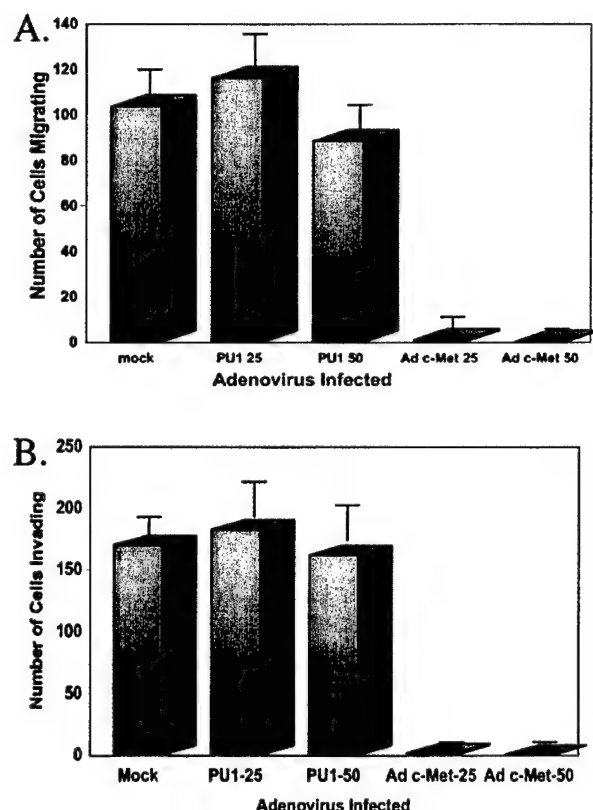 A.
Number of Cells Migrating
140
120
100
80
60
40
20
0
mock PU1 25 PU1 50 Ad c-Met 25 Ad c-Met 50
Adenovirus Infected
B.
Number of Cells Invading
250
200
150
100
50
0
Mock PU1-25 PU1-50 Ad c-Met-25 Ad c-Met-50
Adenovirus Infected